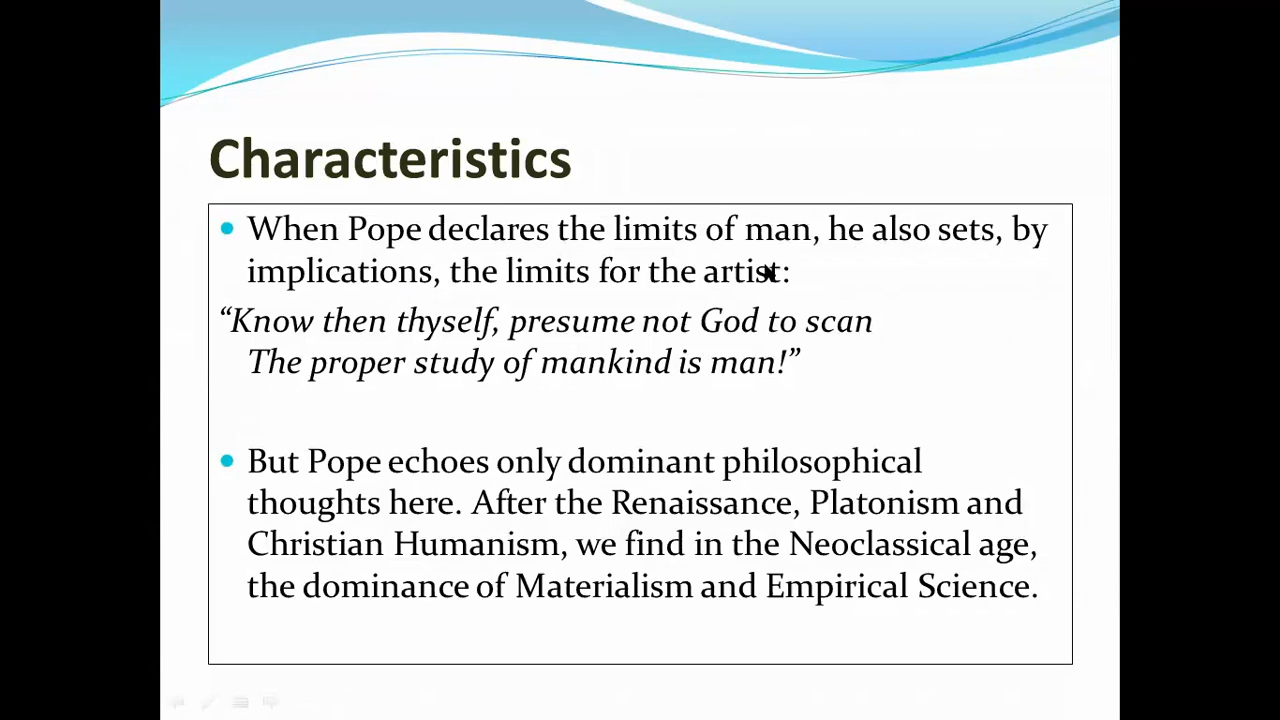 Characteristics
• When Pope declares the limits of man, he also sets, by
implications, the limits for the artist:
“Know then thyself, presume not God to scan
The proper study of mankind is man!”
• But Pope echoes only dominant philosophical
thoughts here. After the Renaissance, Platonism and
Christian Humanism, we find in the Neoclassical age,
the dominance of Materialism and Empirical Science.